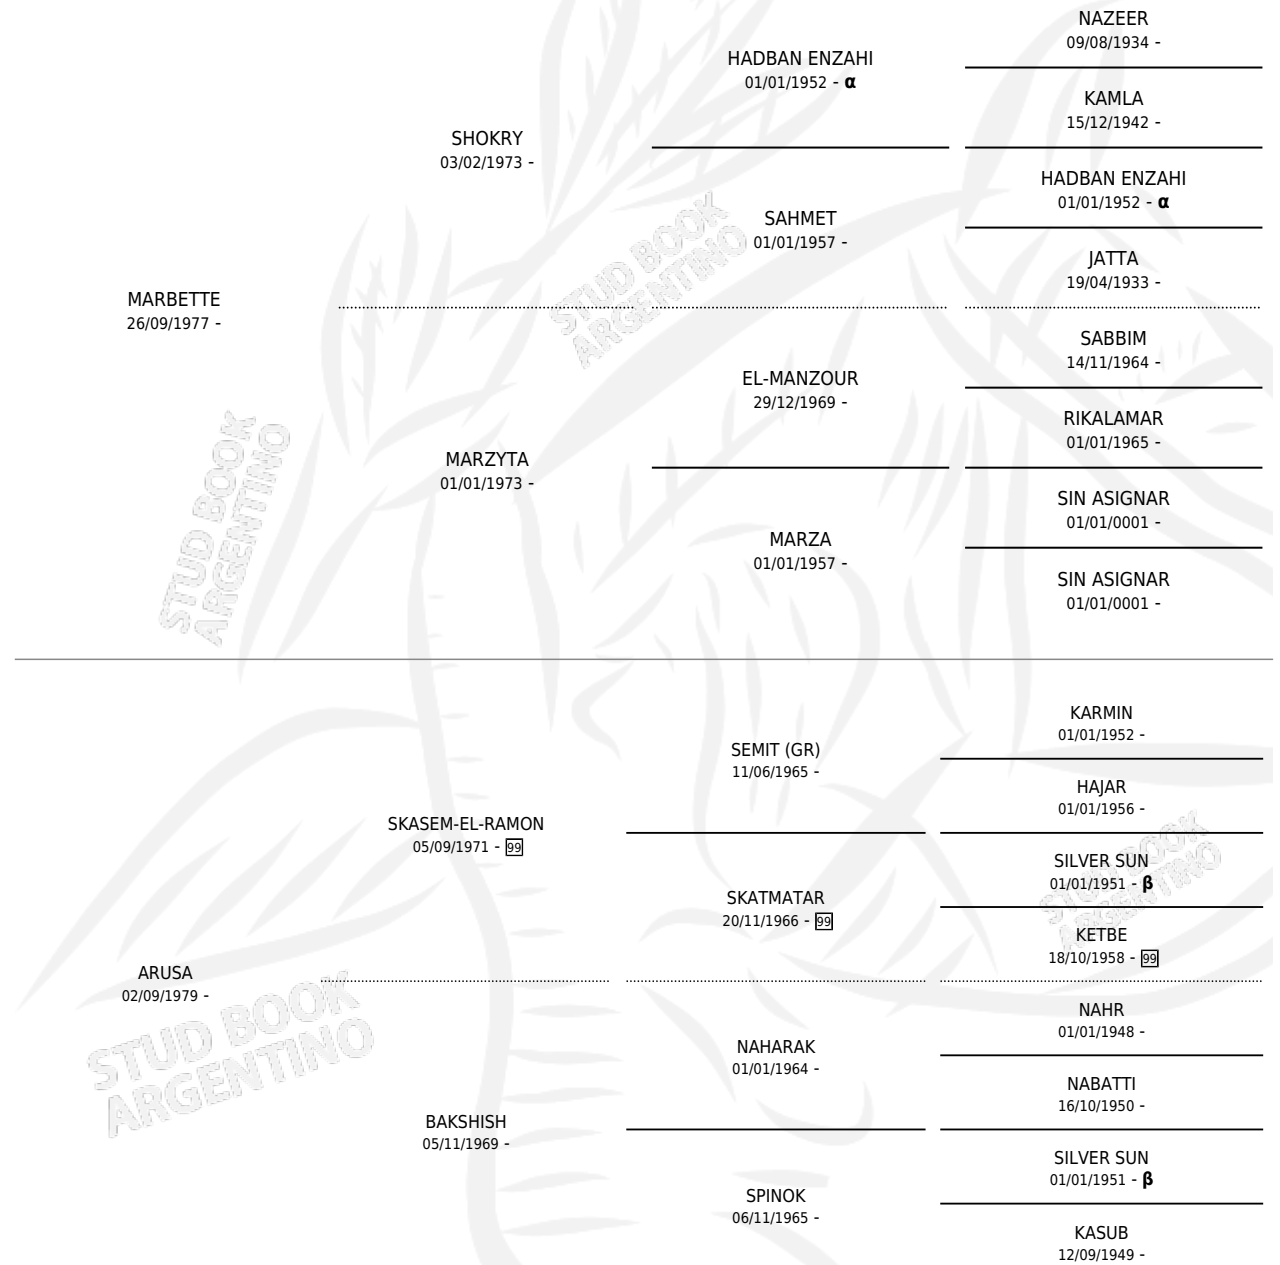 NAZEER
09/08/1934 -
HADBAN ENZAHI
01/01/1952 - α
KAMLA
15/12/1942 -
SHOKRY
03/02/1973 -
HADBAN ENZAHI
01/01/1952 - α
SAHMET
01/01/1957 -
JATTA
19/04/1933 -
MARBETTE
26/09/1977 -
SABBIM
14/11/1964 -
EL-MANZOUR
29/12/1969 -
RIKALAMAR
01/01/1965 -
MARZYTA
01/01/1973 -
SIN ASIGNAR
01/01/0001 -
MARZA
01/01/1957 -
SIN ASIGNAR
01/01/0001 -
KARMIN
01/01/1952 -
SEMIT (GR)
11/06/1965 -
HAJAR
01/01/1956 -
SKASEM-EL-RAMON
05/09/1971 - 99
SILVER SUN
01/01/1951 - β
SKATMATAR
20/11/1966 - 99
KETBE
18/10/1958 - 99
ARUSA
02/09/1979 -
NAHR
01/01/1948 -
NAHARAK
01/01/1964 -
NABATTI
16/10/1950 -
BAKSHISH
05/11/1969 -
SILVER SUN
01/01/1951 - β
SPINOK
06/11/1965 -
KASUB
12/09/1949 -
STUD BOOK
ARGENTINO
STUD BOOK
ARGENTINO
STUD BOOK
ARGENTINO
STUD BOOK
ARGENTINO